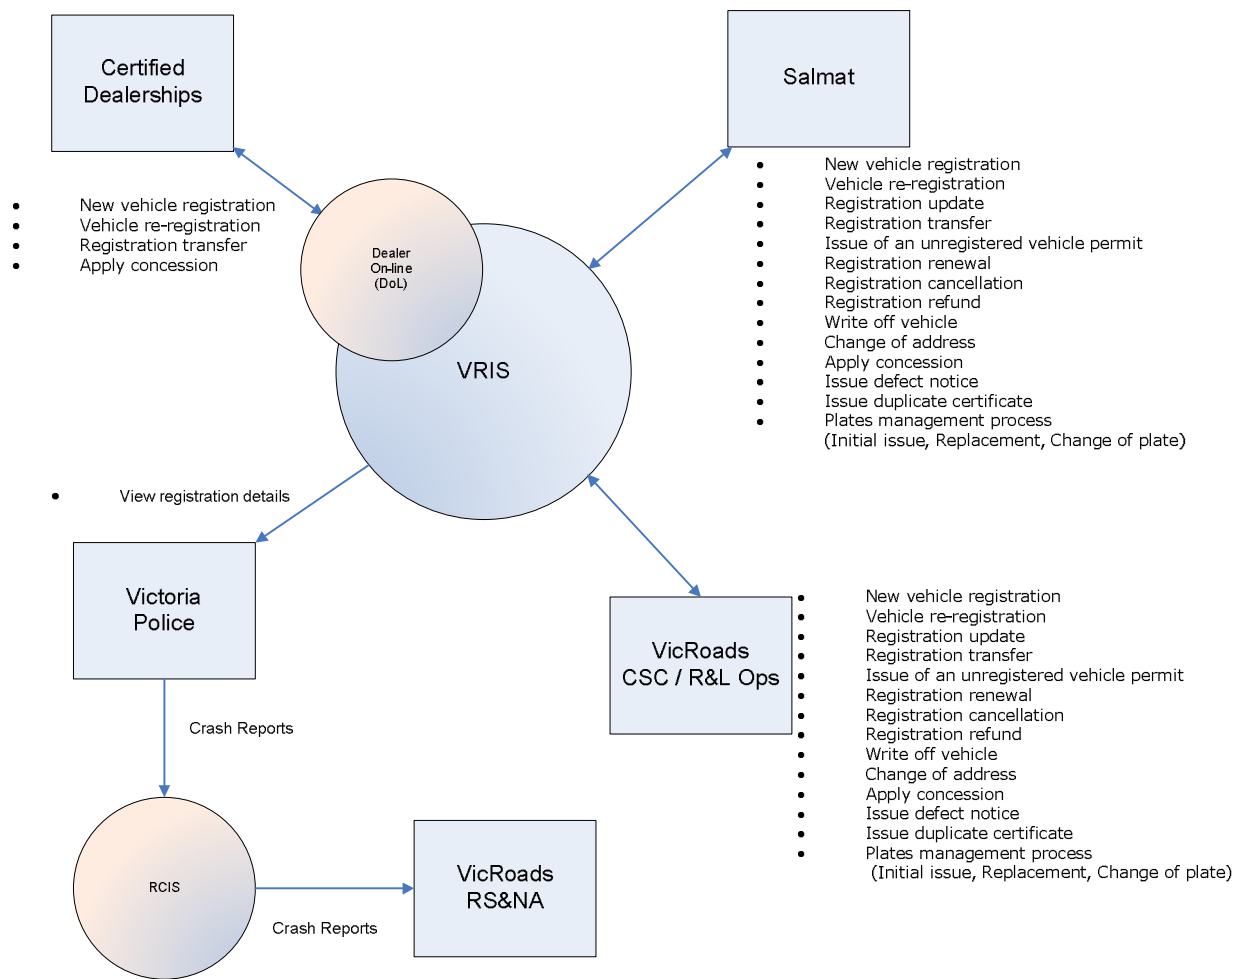 Certified
Dealerships
Salmat
• New vehicle registration
• Vehicle re-registration
• Registration update
• Registration transfer
• Issue of an unregistered vehicle permit
• Registration renewal
• Registration cancellation
• Registration refund
• Write off vehicle
• Change of address
• Apply concession
• Issue defect notice
• Issue duplicate certificate
• Plates management process
(Initial issue, Replacement, Change of plate)
• New vehicle registration
• Vehicle re-registration
• Registration transfer
• Apply concession
Dealer
On-line
(DoL)
VRIS
• View registration details
Victoria
Police
VicRoads
CSC / R&L Ops
• New vehicle registration
• Vehicle re-registration
• Registration update
• Registration transfer
• Issue of an unregistered vehicle permit
• Registration renewal
• Registration cancellation
• Registration refund
• Write off vehicle
• Change of address
• Apply concession
• Issue defect notice
• Issue duplicate certificate
• Plates management process
(Initial issue, Replacement, Change of plate)
Crash Reports
RCIS
Crash Reports
VicRoads
RS&NA